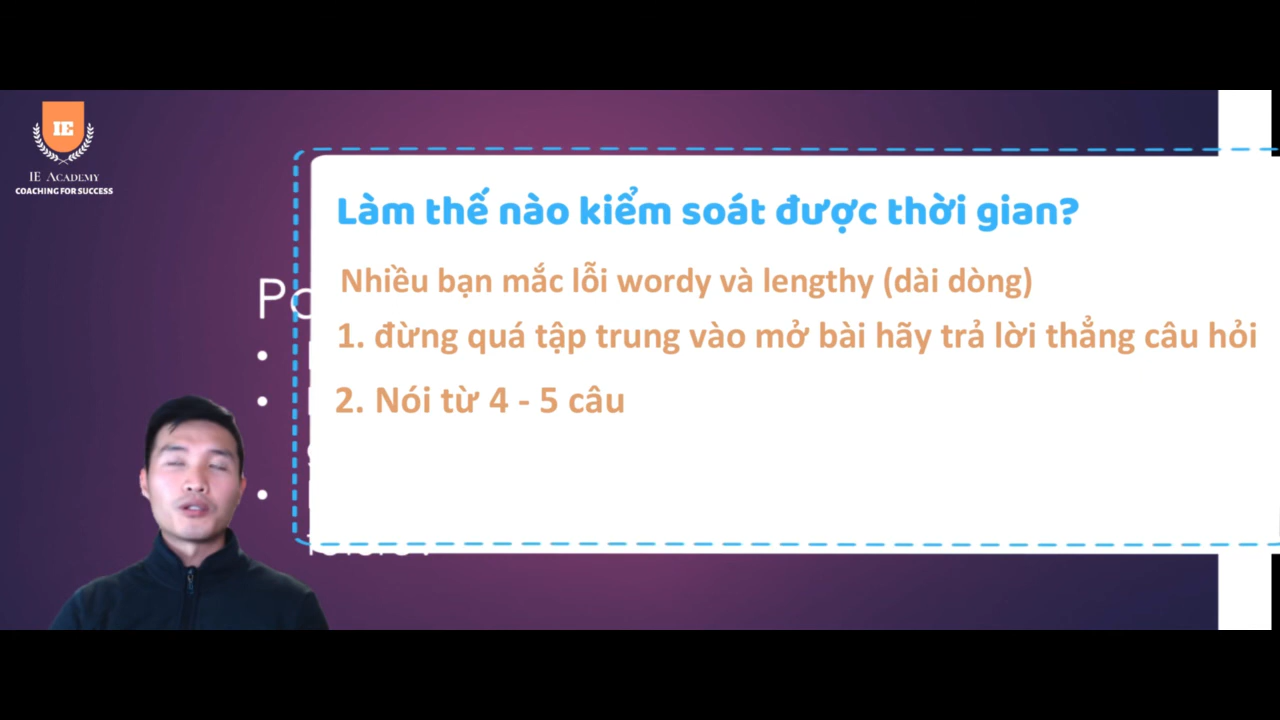 IE
IE ACADEMY
COACHING FOR SUCCESS
Làm thế nào kiểm soát được thời gian?
Nhiều bạn mắc lỗi wordy và lengthy (dài dòng)
1. đừng quá tập trung vào mở bài hãy trả lời thẳng câu hỏi
2. Nói từ 4 - 5 câu